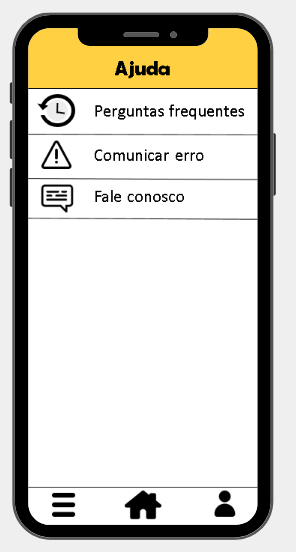 Ajuda
Perguntas frequentes
Comunicar erro
Fale conosco